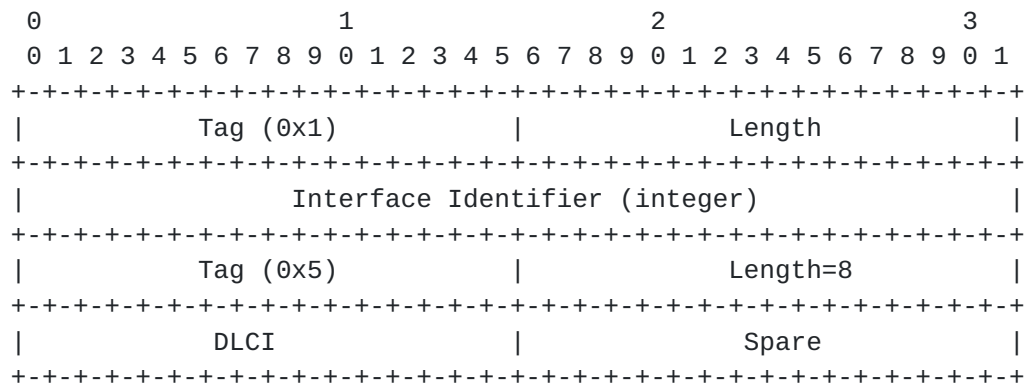 0                   1                   2                   3
 0 1 2 3 4 5 6 7 8 9 0 1 2 3 4 5 6 7 8 9 0 1 2 3 4 5 6 7 8 9 0 1
+-+-+-+-+-+-+-+-+-+-+-+-+-+-+-+-+-+-+-+-+-+-+-+-+-+-+-+-+-+-+-+-+
|           Tag (0x1)           |             Length            |
+-+-+-+-+-+-+-+-+-+-+-+-+-+-+-+-+-+-+-+-+-+-+-+-+-+-+-+-+-+-+-+-+
|                 Interface Identifier (integer)                |
+-+-+-+-+-+-+-+-+-+-+-+-+-+-+-+-+-+-+-+-+-+-+-+-+-+-+-+-+-+-+-+-+
|           Tag (0x5)           |             Length=8          |
+-+-+-+-+-+-+-+-+-+-+-+-+-+-+-+-+-+-+-+-+-+-+-+-+-+-+-+-+-+-+-+-+
|            DLCI               |              Spare            |
+-+-+-+-+-+-+-+-+-+-+-+-+-+-+-+-+-+-+-+-+-+-+-+-+-+-+-+-+-+-+-+-+